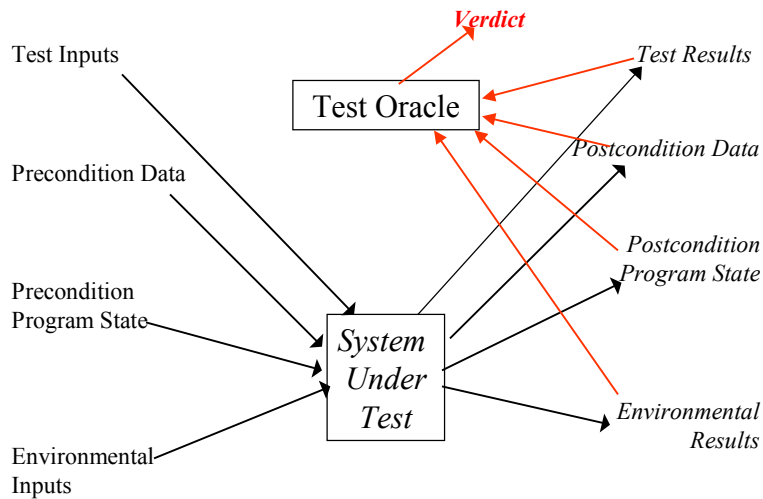 Verdict
Test Inputs
Test Results
Test Oracle
Postcondition Data
Precondition Data
Postcondition
Program State
Precondition
Program State
System
Under
Test
Environmental
Results
Environmental
Inputs